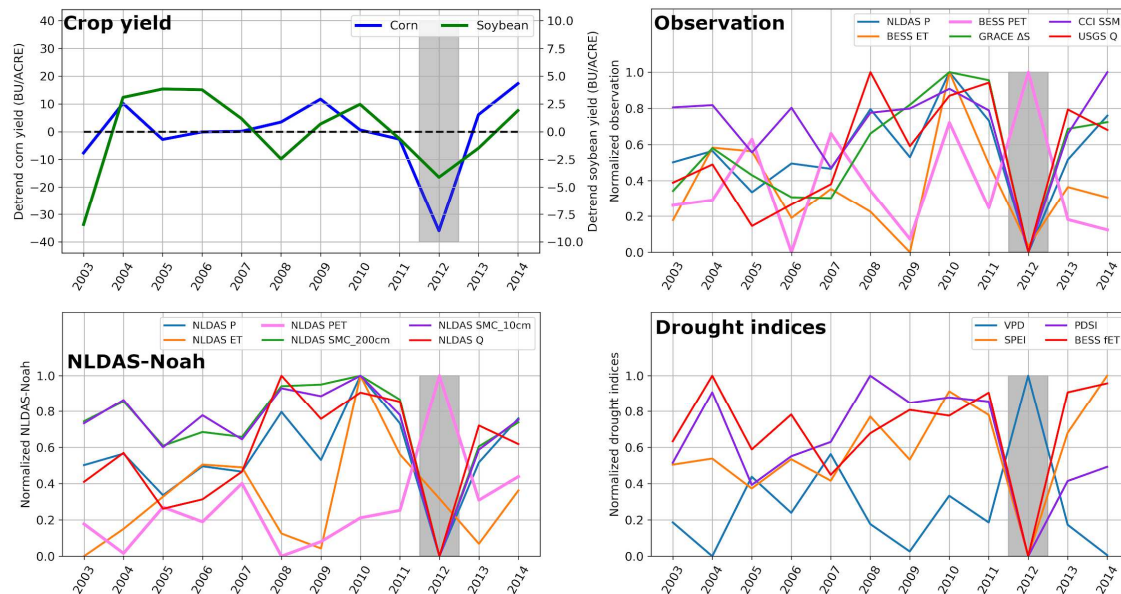 Crop yield
Corn
Soybean
Detrend corn yield (BU/ACRE)
40
30
20
10
0
−10
−20
−30
−40
Detrend soybean yield (BU/ACRE)
10.0
7.5
5.0
2.5
0.0
−2.5
−5.0
−7.5
−10.0
2003 2004 2005 2006 2007 2008 2009 2010 2011 2012 2013 2014
Observation
NLDAS P BESS PET CCI SSM
BESS ET GRACE ΔS USGS Q
Normalized observation
1.0
0.8
0.6
0.4
0.2
0.0
2003 2004 2005 2006 2007 2008 2009 2010 2011 2012 2013 2014
NLDAS P NLDAS PET NLDAS SMC_10cm
NLDAS ET NLDAS SMC_200cm NLDAS Q
NLDAS-Noah
Normalized NLDAS-Noah
1.0
0.8
0.6
0.4
0.2
0.0
2003 2004 2005 2006 2007 2008 2009 2010 2011 2012 2013 2014
Drought indices
VPD PDSI
SPEI BESS fET
Normalized drought indices
1.0
0.8
0.6
0.4
0.2
0.0
2003 2004 2005 2006 2007 2008 2009 2010 2011 2012 2013 2014